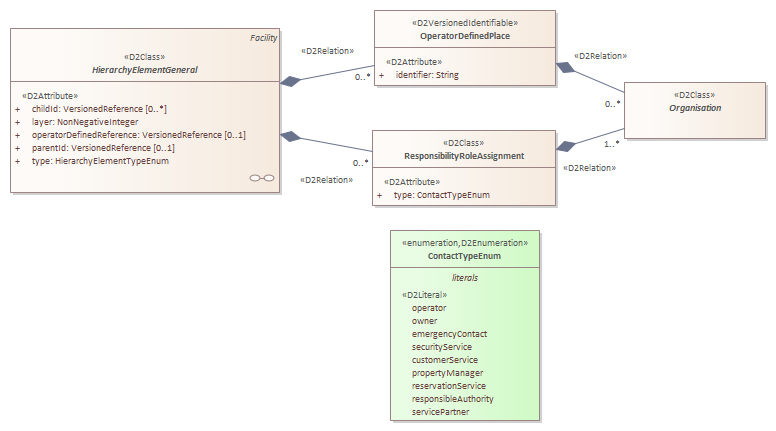 Facility
«D2Class»
HierarchyElementGeneral
«D2Attribute»
+ childId: VersionedReference [0..*]
+ layer: NonNegativeInteger
+ operatorDefinedReference: VersionedReference [0..1]
+ parentId: VersionedReference [0..1]
+ type: HierarchyElementTypeEnum
«D2Relation»
0..*
«D2VersionedIdentifiable»
OperatorDefinedPlace
«D2Attribute»
+ identifier: String
«D2Relation»
0..*
«D2Class»
Organisation
0..*
«D2Relation»
«D2Class»
ResponsibilityRoleAssignment
«D2Attribute»
+ type: ContactTypeEnum
1..*
«D2Relation»
«enumeration,D2Enumeration»
ContactTypeEnum
literals
«D2Literal»
operator
owner
emergencyContact
securityService
customerService
propertyManager
reservationService
responsibleAuthority
servicePartner